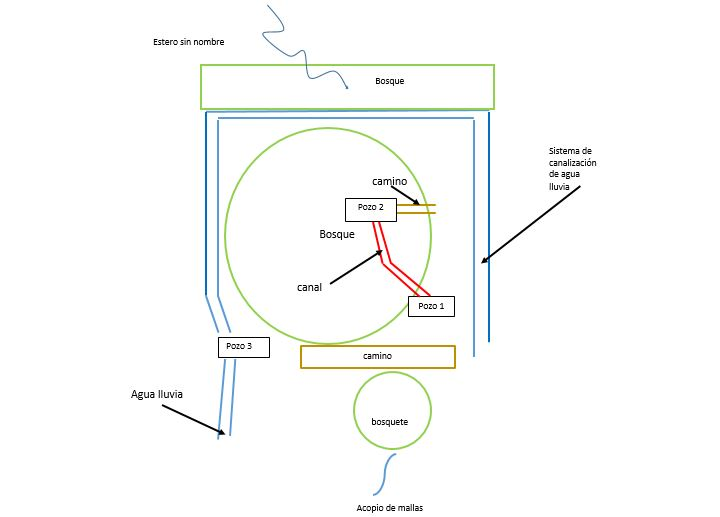 Estero sin nombre
Bosque
Sistema de
canalización
de agua
lluvia
camino
Pozo 2
Bosque
canal
Pozo 1
Pozo 3
camino
Agua lluvia
bosquete
Acopio de mallas